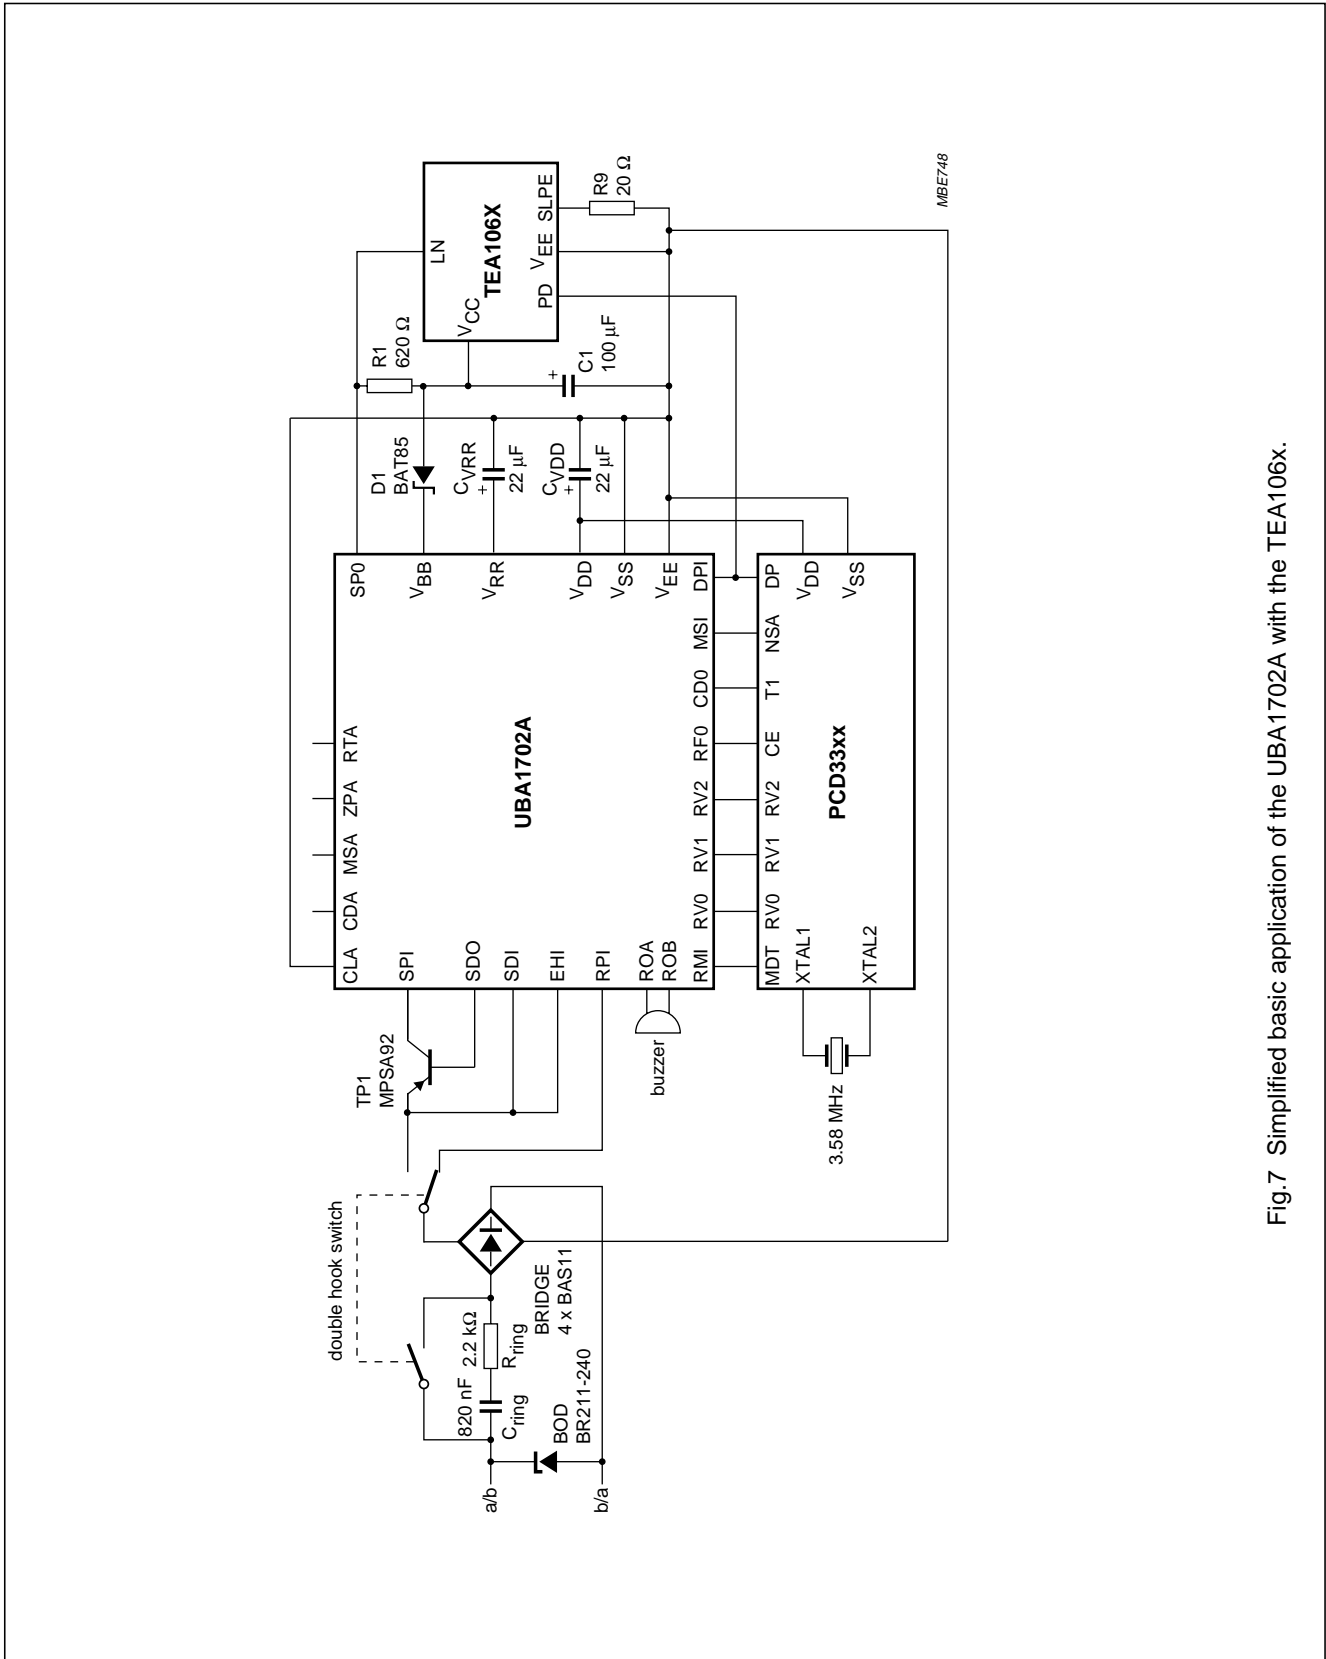 double hook switch
a/b
b/a
820 nF
C ring
2.2 kΩ
R ring
BOD
BR211-240
BRIDGE
4 x BAS11
TP1
MPSA92
buzzer
3.58 MHz
UBA1702A
CLA
CDA
MSA
ZPA
RTA
SPI
SDO
SDI
EHI
RPI
ROA
ROB
RMI
RV0
RV1
RV2
RF0
CD0
MSI
DPI
SP0
VBB
VRR
VDD
VSS
VEE
PCD33xx
MDT
RV0
RV1
RV2
CE
T1
NSA
DP
XTAL1
XTAL2
VDD
VSS
D1
BAT85
CVRR
+
22 µF
CVDD
+
22 µF
R1
620 Ω
+
C1
100 µF
TEA106X
LN
VCC
PD
VEE
SLPE
R9
20 Ω
MBE748
Fig.7 Simplified basic application of the UBA1702A with the TEA106x.